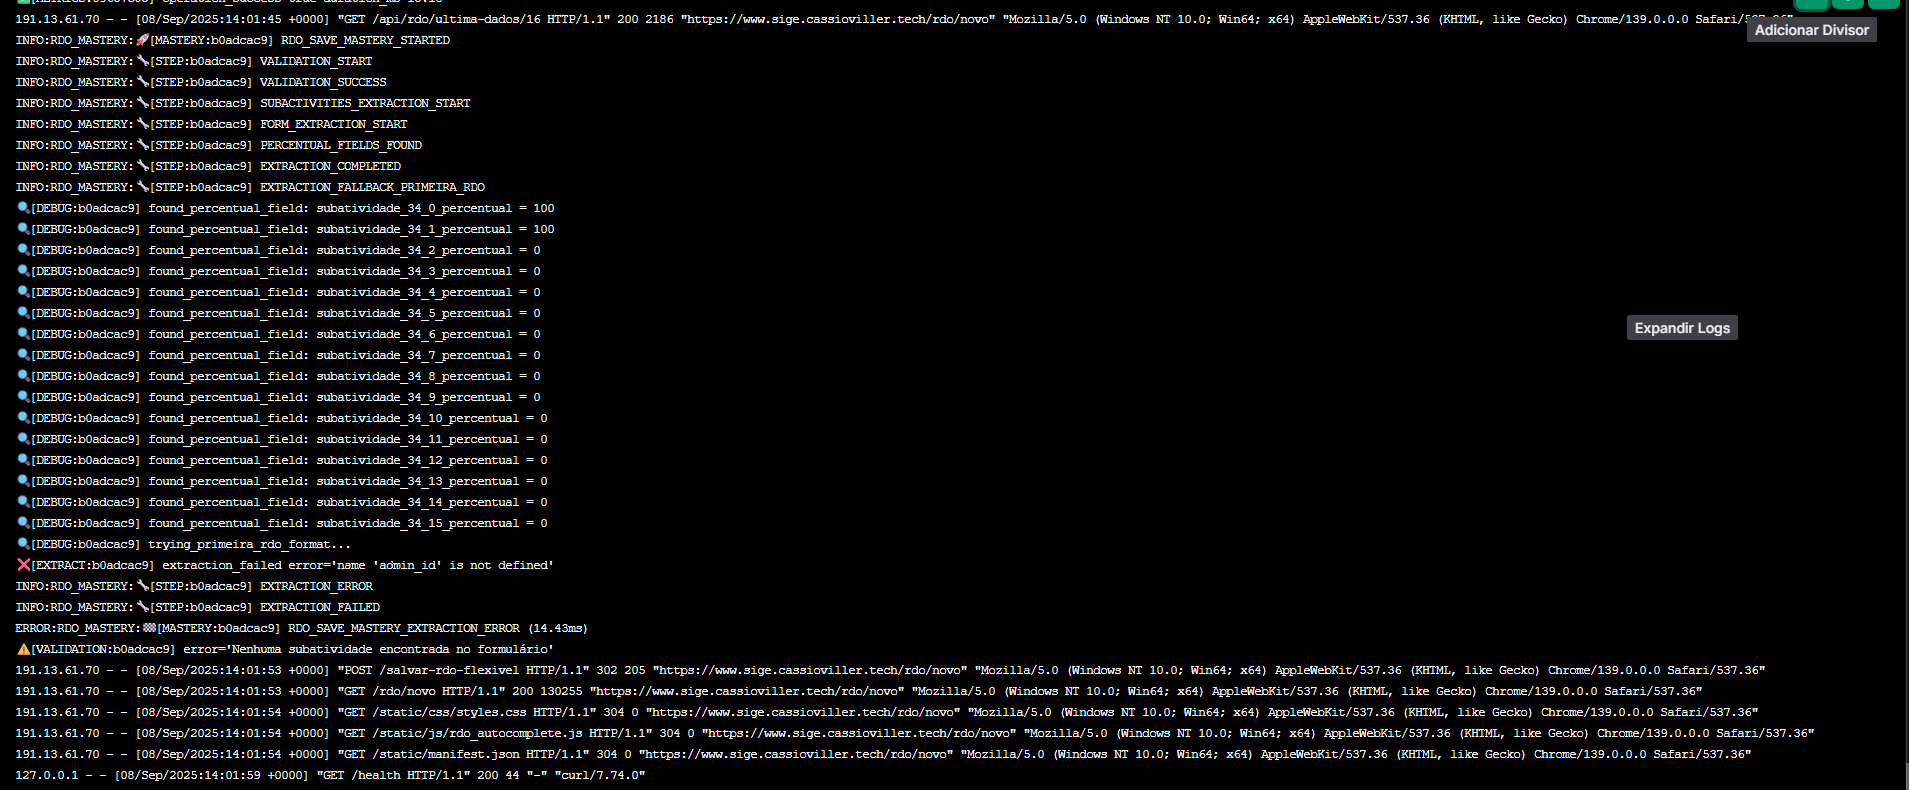 191.13.61.70 - - [08/Sep/2025:14:01:45 +0000] "GET /api/rdo/ultima-dados/16 HTTP/1.1" 200 2186 "https://www.sige.cassioviller.tech/rdo/novo" "Mozilla/5.0 (Windows NT 10.0; Win64; x64) AppleWebKit/537.36 (KHTML, like Gecko) Chrome/139.0.0.0 Safari/537.36"
Adicionar Divisor
INFO:RDO_MASTERY:🚀[MASTERY:b0adcac9] RDO_SAVE_MASTERY_STARTED
INFO:RDO_MASTERY:🔧[STEP:b0adcac9] VALIDATION_START
INFO:RDO_MASTERY:🔧[STEP:b0adcac9] VALIDATION_SUCCESS
INFO:RDO_MASTERY:🔧[STEP:b0adcac9] SUBACTIVITIES_EXTRACTION_START
INFO:RDO_MASTERY:🔧[STEP:b0adcac9] FORM_EXTRACTION_START
INFO:RDO_MASTERY:🔧[STEP:b0adcac9] PERCENTUAL_FIELDS_FOUND
INFO:RDO_MASTERY:🔧[STEP:b0adcac9] EXTRACTION_COMPLETED
INFO:RDO_MASTERY:🔧[STEP:b0adcac9] EXTRACTION_FALLBACK_PRIMEIRA_RDO
🔍[DEBUG:b0adcac9] found_percentual_field: subatividade_34_0_percentual = 100
🔍[DEBUG:b0adcac9] found_percentual_field: subatividade_34_1_percentual = 100
🔍[DEBUG:b0adcac9] found_percentual_field: subatividade_34_2_percentual = 0
🔍[DEBUG:b0adcac9] found_percentual_field: subatividade_34_3_percentual = 0
🔍[DEBUG:b0adcac9] found_percentual_field: subatividade_34_4_percentual = 0
🔍[DEBUG:b0adcac9] found_percentual_field: subatividade_34_5_percentual = 0
Expandir Logs
🔍[DEBUG:b0adcac9] found_percentual_field: subatividade_34_6_percentual = 0
🔍[DEBUG:b0adcac9] found_percentual_field: subatividade_34_7_percentual = 0
🔍[DEBUG:b0adcac9] found_percentual_field: subatividade_34_8_percentual = 0
🔍[DEBUG:b0adcac9] found_percentual_field: subatividade_34_9_percentual = 0
🔍[DEBUG:b0adcac9] found_percentual_field: subatividade_34_10_percentual = 0
🔍[DEBUG:b0adcac9] found_percentual_field: subatividade_34_11_percentual = 0
🔍[DEBUG:b0adcac9] found_percentual_field: subatividade_34_12_percentual = 0
🔍[DEBUG:b0adcac9] found_percentual_field: subatividade_34_13_percentual = 0
🔍[DEBUG:b0adcac9] found_percentual_field: subatividade_34_14_percentual = 0
🔍[DEBUG:b0adcac9] found_percentual_field: subatividade_34_15_percentual = 0
🔍[DEBUG:b0adcac9] trying_primeira_rdo_format...
❌[EXTRACT:b0adcac9] extraction_failed error='name 'admin_id' is not defined'
INFO:RDO_MASTERY:🔧[STEP:b0adcac9] EXTRACTION_ERROR
INFO:RDO_MASTERY:🔧[STEP:b0adcac9] EXTRACTION_FAILED
ERROR:RDO_MASTERY:🏁[MASTERY:b0adcac9] RDO_SAVE_MASTERY_EXTRACTION_ERROR (14.43ms)
⚠️[VALIDATION:b0adcac9] error='Nenhuma subatividade encontrada no formulário'
191.13.61.70 - - [08/Sep/2025:14:01:53 +0000] "POST /salvar-rdo-flexivel HTTP/1.1" 302 205 "https://www.sige.cassioviller.tech/rdo/novo" "Mozilla/5.0 (Windows NT 10.0; Win64; x64) AppleWebKit/537.36 (KHTML, like Gecko) Chrome/139.0.0.0 Safari/537.36"
191.13.61.70 - - [08/Sep/2025:14:01:53 +0000] "GET /rdo/novo HTTP/1.1" 200 130255 "https://www.sige.cassioviller.tech/rdo/novo" "Mozilla/5.0 (Windows NT 10.0; Win64; x64) AppleWebKit/537.36 (KHTML, like Gecko) Chrome/139.0.0.0 Safari/537.36"
191.13.61.70 - - [08/Sep/2025:14:01:54 +0000] "GET /static/css/styles.css HTTP/1.1" 304 0 "https://www.sige.cassioviller.tech/rdo/novo" "Mozilla/5.0 (Windows NT 10.0; Win64; x64) AppleWebKit/537.36 (KHTML, like Gecko) Chrome/139.0.0.0 Safari/537.36"
191.13.61.70 - - [08/Sep/2025:14:01:54 +0000] "GET /static/js/rdo_autocomplete.js HTTP/1.1" 304 0 "https://www.sige.cassioviller.tech/rdo/novo" "Mozilla/5.0 (Windows NT 10.0; Win64; x64) AppleWebKit/537.36 (KHTML, like Gecko) Chrome/139.0.0.0 Safari/537.36"
191.13.61.70 - - [08/Sep/2025:14:01:54 +0000] "GET /static/manifest.json HTTP/1.1" 304 0 "https://www.sige.cassioviller.tech/rdo/novo" "Mozilla/5.0 (Windows NT 10.0; Win64; x64) AppleWebKit/537.36 (KHTML, like Gecko) Chrome/139.0.0.0 Safari/537.36"
127.0.0.1 - - [08/Sep/2025:14:01:59 +0000] "GET /health HTTP/1.1" 200 44 "-" "curl/7.74.0"